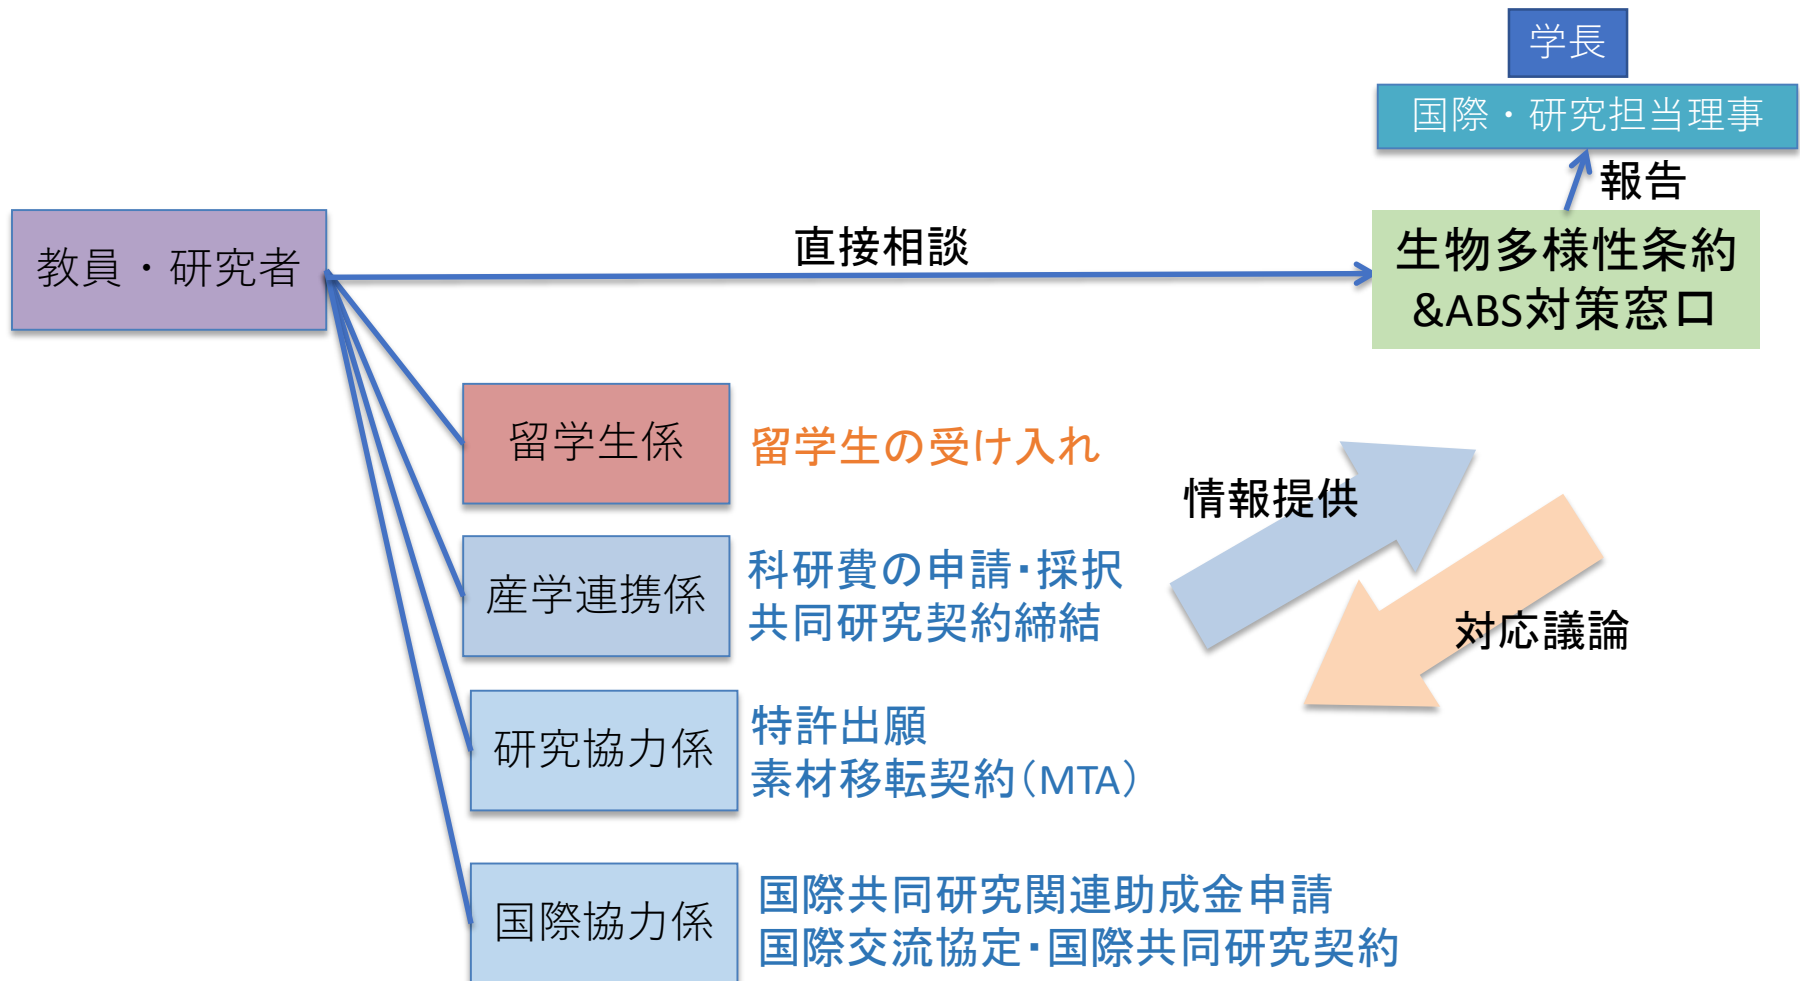 学長
国際・研究担当理事
報告
教員・研究者
直接相談
生物多様性条約
&ABS対策窓口
留学生係
留学生の受け入れ
情報提供
産学連携係
科研費の申請・採択
共同研究契約締結
対応議論
研究協力係
特許出願
素材移転契約（MTA）
国際協力係
国際共同研究関連助成金申請
国際交流協定・国際共同研究契約